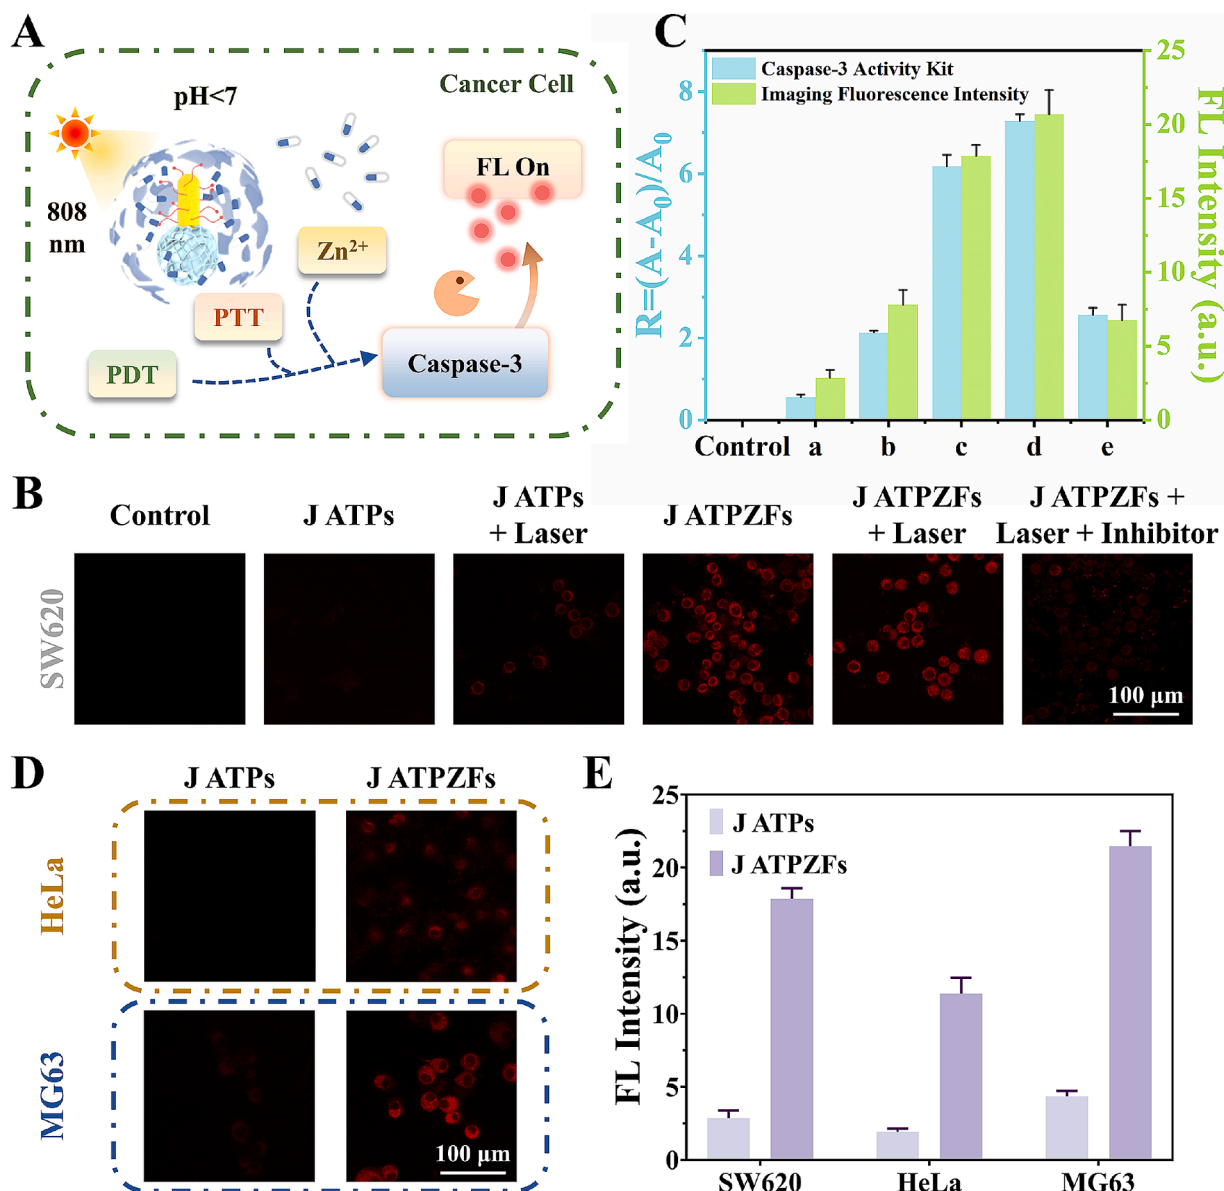 A
Cancer Cell
pH<7
FL On
808
nm
Zn²⁺
PTT
PDT
Caspase-3
C
Caspase-3 Activity Kit
Imaging Fluorescence Intensity
R=(A-A₀)/A₀
8
6
4
2
0
FL Intensity (a.u.)
25
20
15
10
5
0
Control a b c d e
B
Control
J ATPs
J ATPs
+ Laser
J ATPZFs
J ATPZFs
+ Laser
J ATPZFs +
Laser + Inhibitor
SW620
100 μm
D
J ATPs
J ATPZFs
HeLa
MG63
100 μm
E
J ATPs
J ATPZFs
FL Intensity (a.u.)
25
20
15
10
5
0
SW620 HeLa MG63